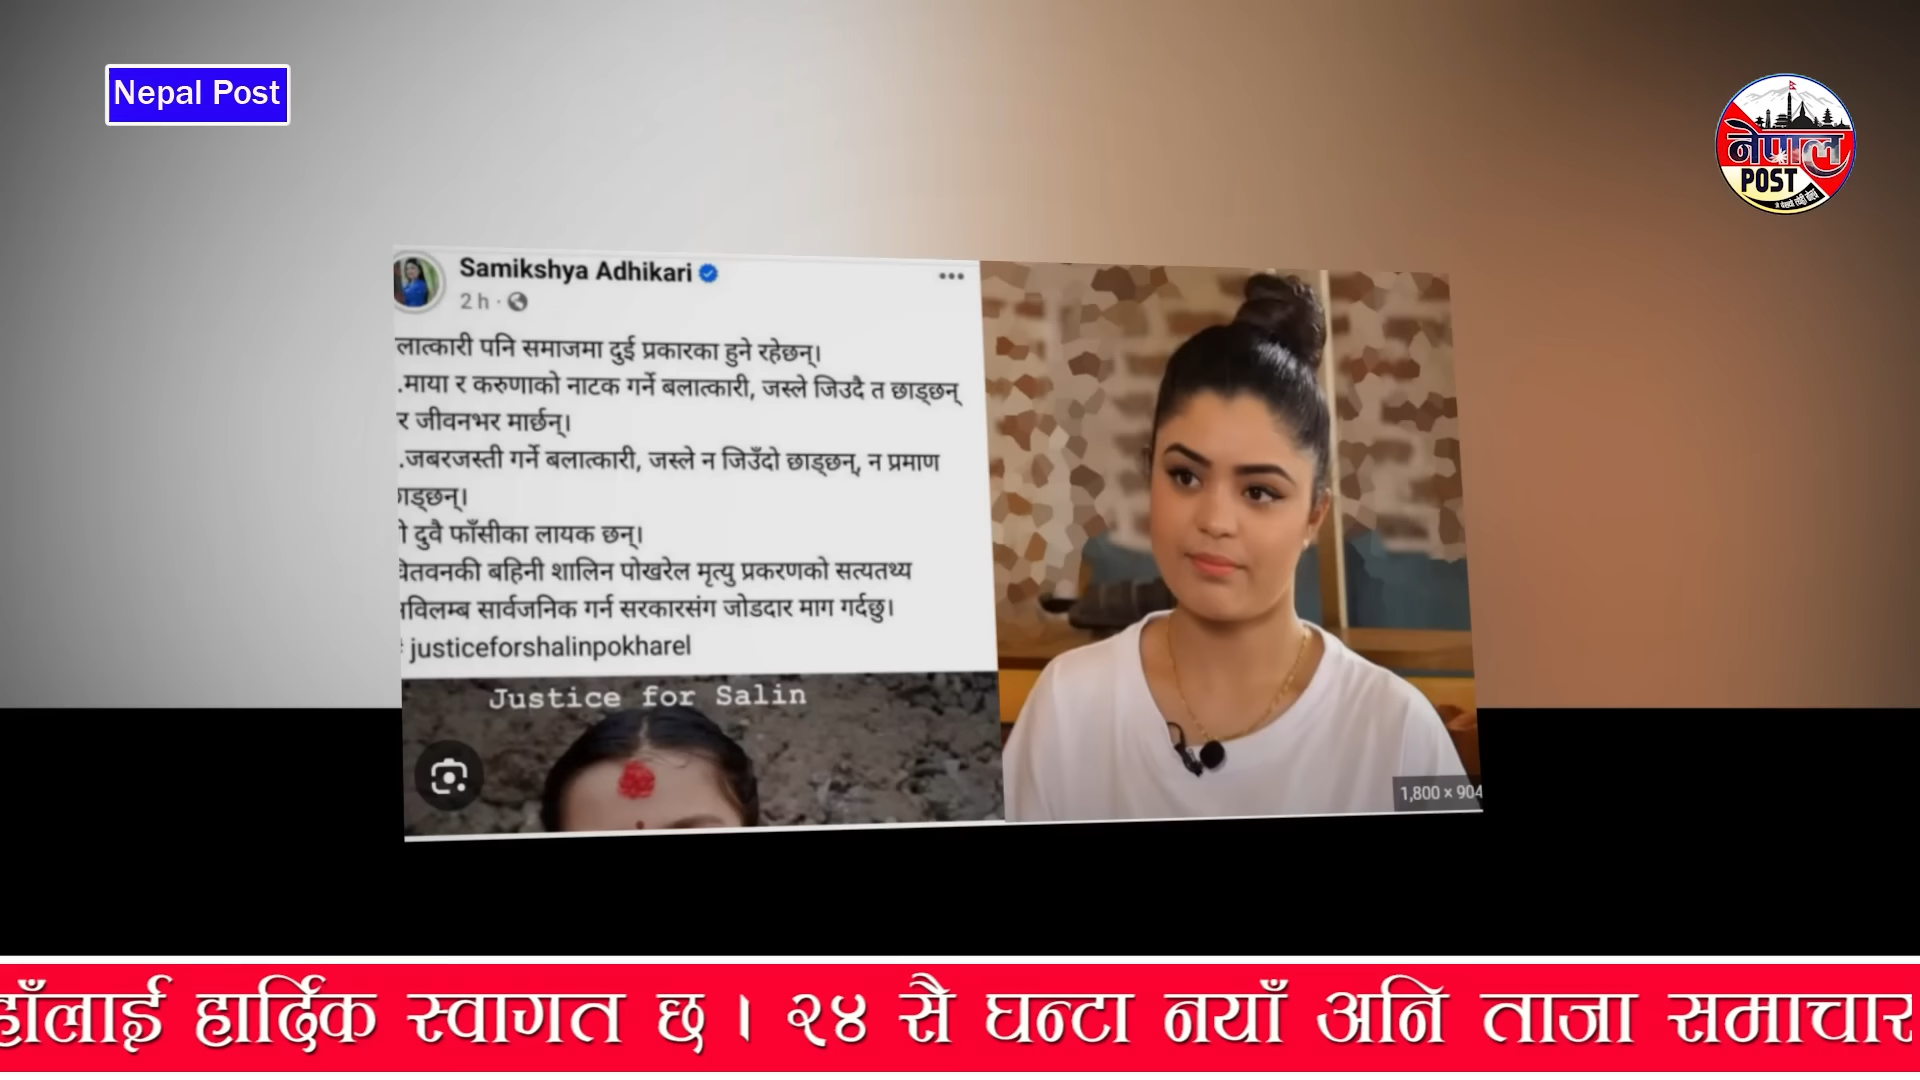 Nepal Post
नेपाल
POST
Samikshya Adhikari
2 h
लात्कारी पनि समाजमा दुई प्रकारका हुने रहेछन्।
.माया र करुणाको नाटक गर्ने बलात्कारी, जस्ले जिउदै त छाड्छन्
र जीवनभर मार्छन्।
.जबरजस्ती गर्ने बलात्कारी, जस्ले न जिउँदो छाड्छन्, न प्रमाण
ाड्छन्।
ी दुवै फाँसीका लायक छन्।
वितवनकी बहिनी शालिन पोखरेल मृत्यु प्रकरणको सत्यतथ्य
विलम्ब सार्वजनिक गर्न सरकारसंग जोडदार माग गर्दछु।
# justiceforshalinpokharel
Justice for Salin
1,800 × 904
हाँलाई हार्दिक स्वागत छ । २४ सै घन्टा नयाँ अनि ताजा समाचार